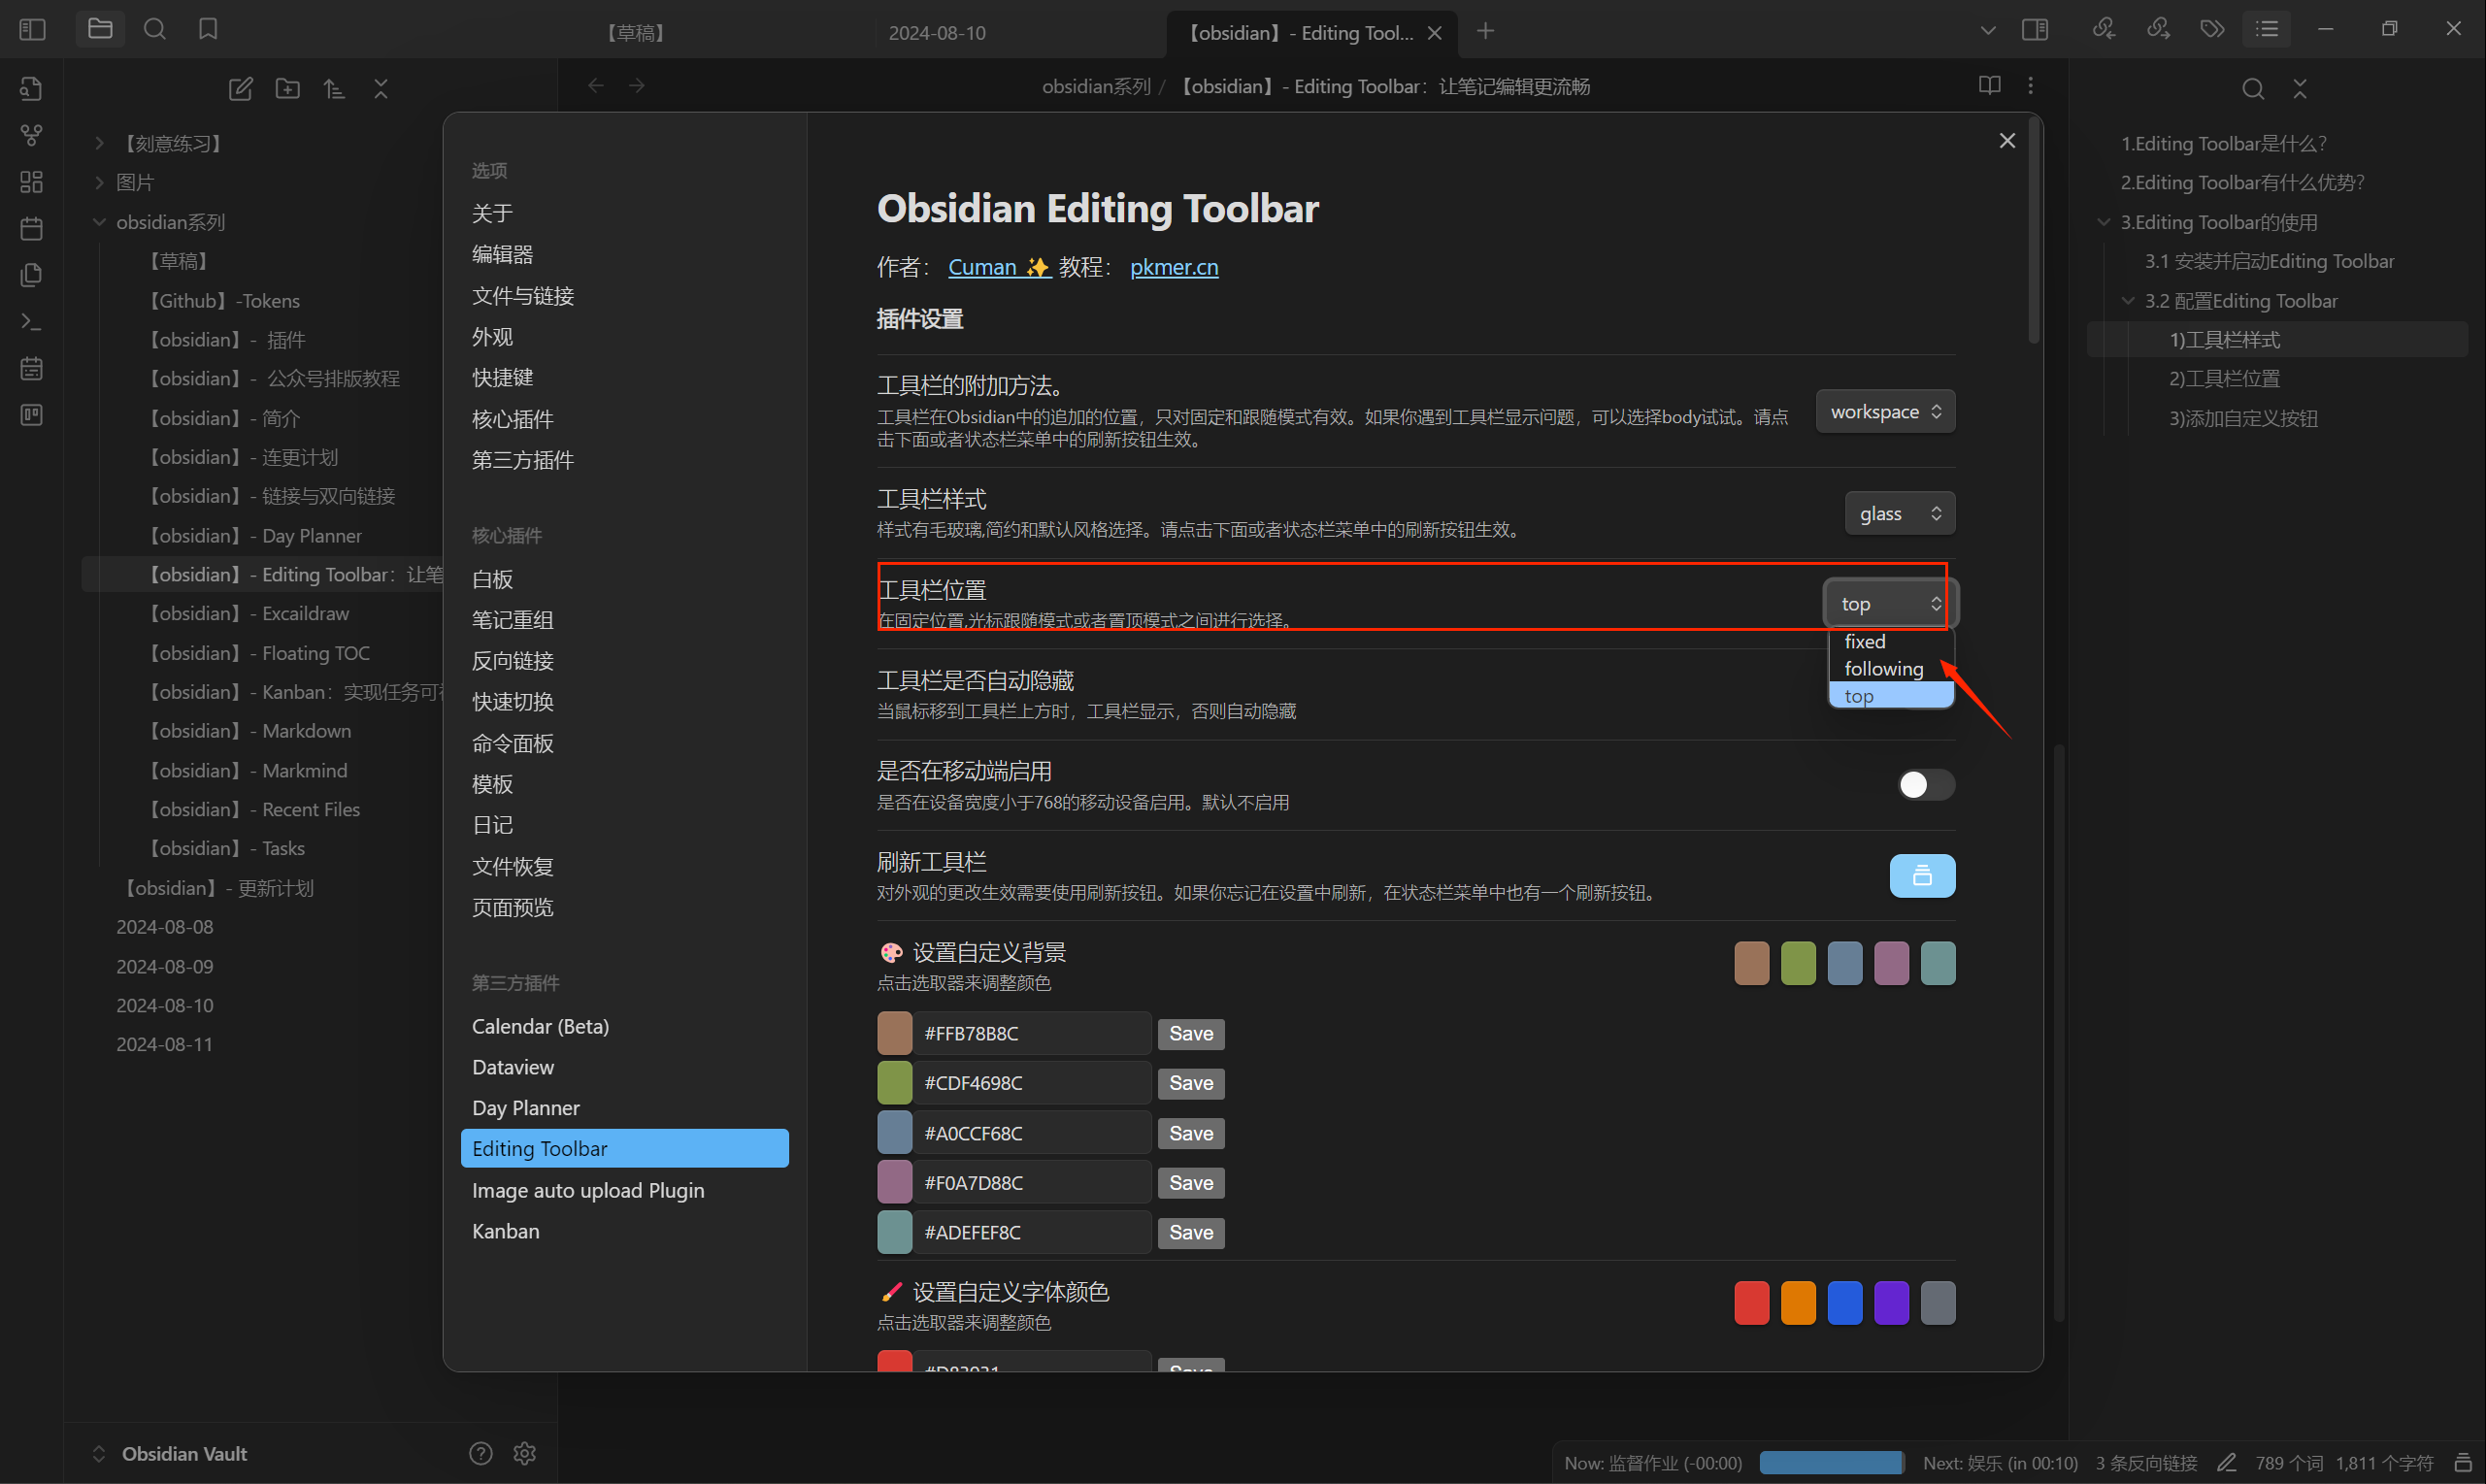 【草稿】
2024-08-10
【obsidian】 - Editing Tool...
obsidian系列 / 【obsidian】 - Editing Toolbar：让笔记编辑更流畅
【刻意练习】
图片
obsidian系列
【草稿】
【Github】-Tokens
【obsidian】 - 插件
【obsidian】 - 公众号排版教程
【obsidian】 - 简介
【obsidian】 - 连更计划
【obsidian】 - 链接与双向链接
【obsidian】 - Day Planner
【obsidian】 - Editing Toolbar：让笔
【obsidian】 - Excaildraw
【obsidian】 - Floating TOC
【obsidian】 - Kanban：实现任务可
【obsidian】 - Markdown
【obsidian】 - Markmind
【obsidian】 - Recent Files
【obsidian】 - Tasks
【obsidian】 - 更新计划
2024-08-08
2024-08-09
2024-08-10
2024-08-11
Obsidian Vault
选项
关于
编辑器
文件与链接
外观
快捷键
核心插件
第三方插件
核心插件
白板
笔记重组
反向链接
快速切换
命令面板
模板
日记
文件恢复
页面预览
第三方插件
Calendar (Beta)
Dataview
Day Planner
Editing Toolbar
Image auto upload Plugin
Kanban
Obsidian Editing Toolbar
作者： Cuman ✨ 教程： pkmer.cn
插件设置
工具栏的附加方法。
工具栏在Obsidian中的追加的位置，只对固定和跟随模式有效。如果你遇到工具栏显示问题，可以选择body试试。请点
击下面或者状态栏菜单中的刷新按钮生效。
workspace
工具栏样式
样式有毛玻璃,简约和默认风格选择。请点击下面或者状态栏菜单中的刷新按钮生效。
glass
工具栏位置
在固定位置,光标跟随模式或者置顶模式之间进行选择。
top
fixed
following
top
工具栏是否自动隐藏
当鼠标移到工具栏上方时，工具栏显示，否则自动隐藏
是否在移动端启用
是否在设备宽度小于768的移动设备启用。默认不启用
刷新工具栏
对外观的更改生效需要使用刷新按钮。如果你忘记在设置中刷新，在状态栏菜单中也有一个刷新按钮。
🎨 设置自定义背景
点击选取器来调整颜色
#FFB78B8C Save
#CDF4698C Save
#A0CCF68C Save
#F0A7D88C Save
#ADEFEF8C Save
🖌️ 设置自定义字体颜色
点击选取器来调整颜色
#D83931 Save
1.Editing Toolbar是什么？
2.Editing Toolbar有什么优势？
3.Editing Toolbar的使用
3.1 安装并启动Editing Toolbar
3.2 配置Editing Toolbar
1)工具栏样式
2)工具栏位置
3)添加自定义按钮
Now: 监督作业 (-00:00) Next: 娱乐 (in 00:10) 3 条反向链接 789 个词 1,811 个字符